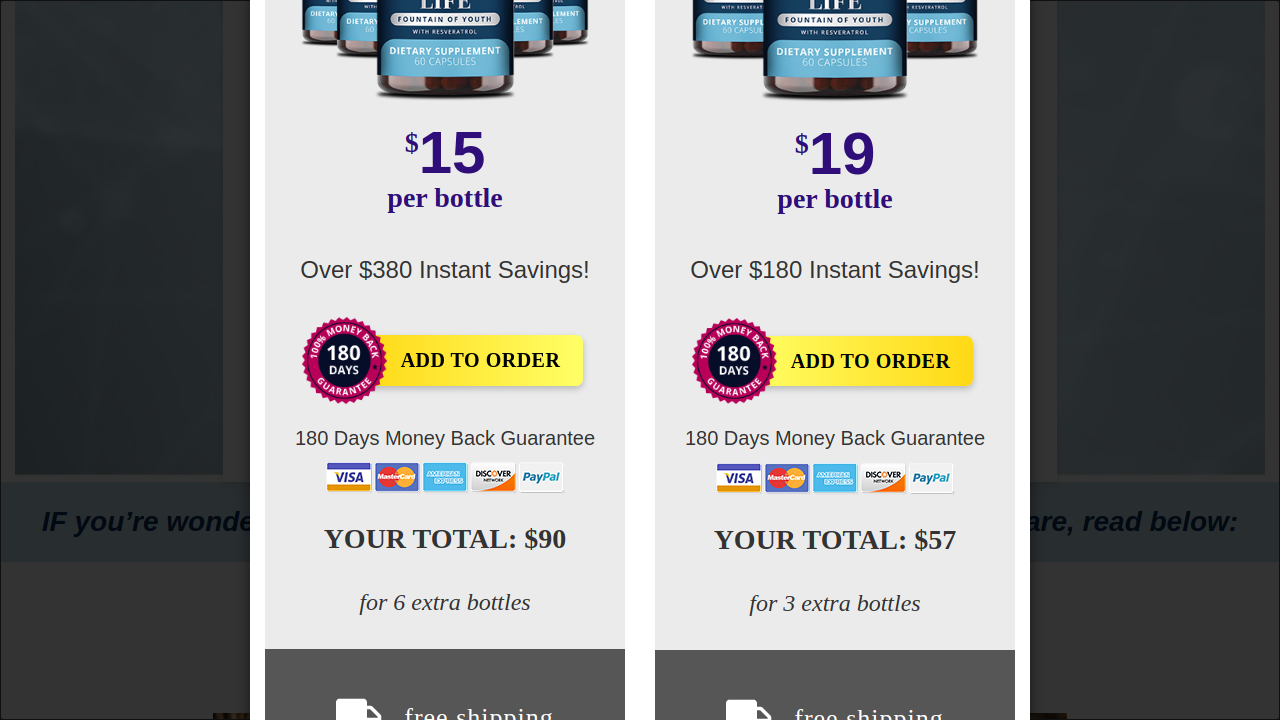 LIFE
FOUNTAIN OF YOUTH
WITH RESVERATROL
DIETARY SUPPLEMENT
60 CAPSULES
$15
per bottle
Over $380 Instant Savings!
100% MONEY BACK
180
DAYS
GUARANTEE
ADD TO ORDER
180 Days Money Back Guarantee
VISA MasterCard AMERICAN EXPRESS DISCOVER NETWORK PayPal
YOUR TOTAL: $90
for 6 extra bottles
free shipping
LIFE
FOUNTAIN OF YOUTH
WITH RESVERATROL
DIETARY SUPPLEMENT
60 CAPSULES
$19
per bottle
Over $180 Instant Savings!
100% MONEY BACK
180
DAYS
GUARANTEE
ADD TO ORDER
180 Days Money Back Guarantee
VISA MasterCard AMERICAN EXPRESS DISCOVER NETWORK PayPal
YOUR TOTAL: $57
for 3 extra bottles
free shipping
IF you’re
are, read below: